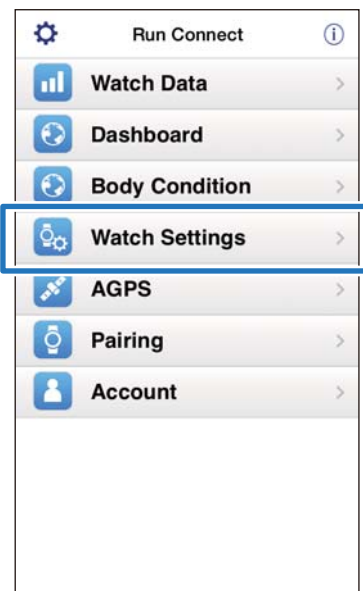 Run Connect
Watch Data
Dashboard
Body Condition
Watch Settings
AGPS
Pairing
Account